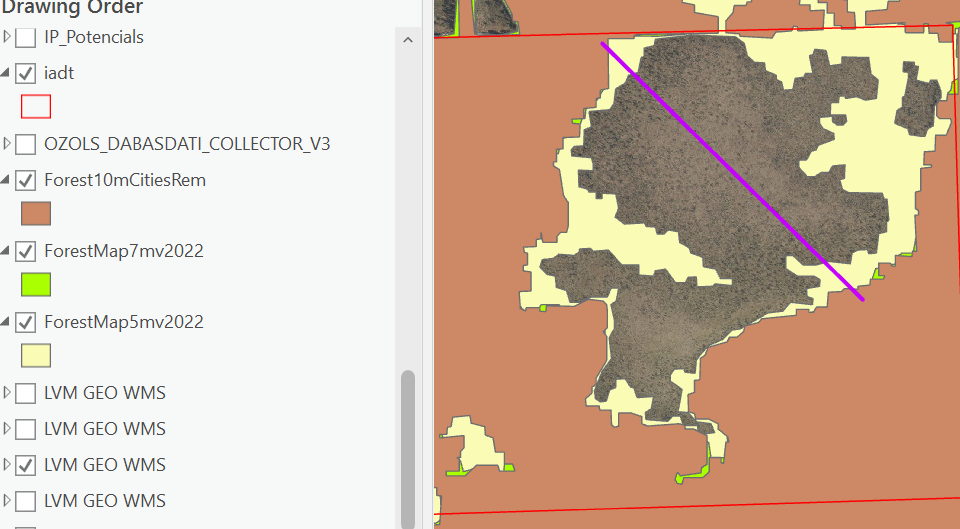 Drawing Order
IP_Potencials
iadt
OZOLS_DABASDATI_COLLECTOR_V3
Forest10mCitiesRem
ForestMap7mv2022
ForestMap5mv2022
LVM GEO WMS
LVM GEO WMS
LVM GEO WMS
LVM GEO WMS